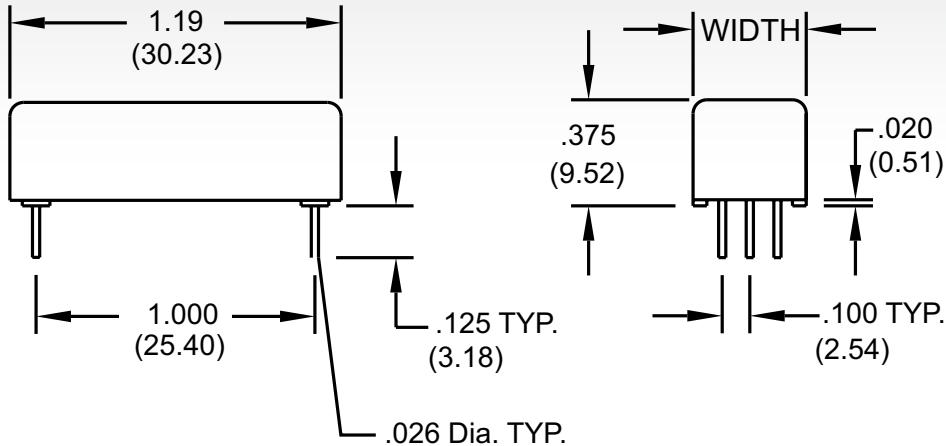 1.19
(30.23)
WIDTH
.375
(9.52)
.020
(0.51)
1.000
(25.40)
.125 TYP.
(3.18)
.100 TYP.
(2.54)
.026 Dia. TYP.